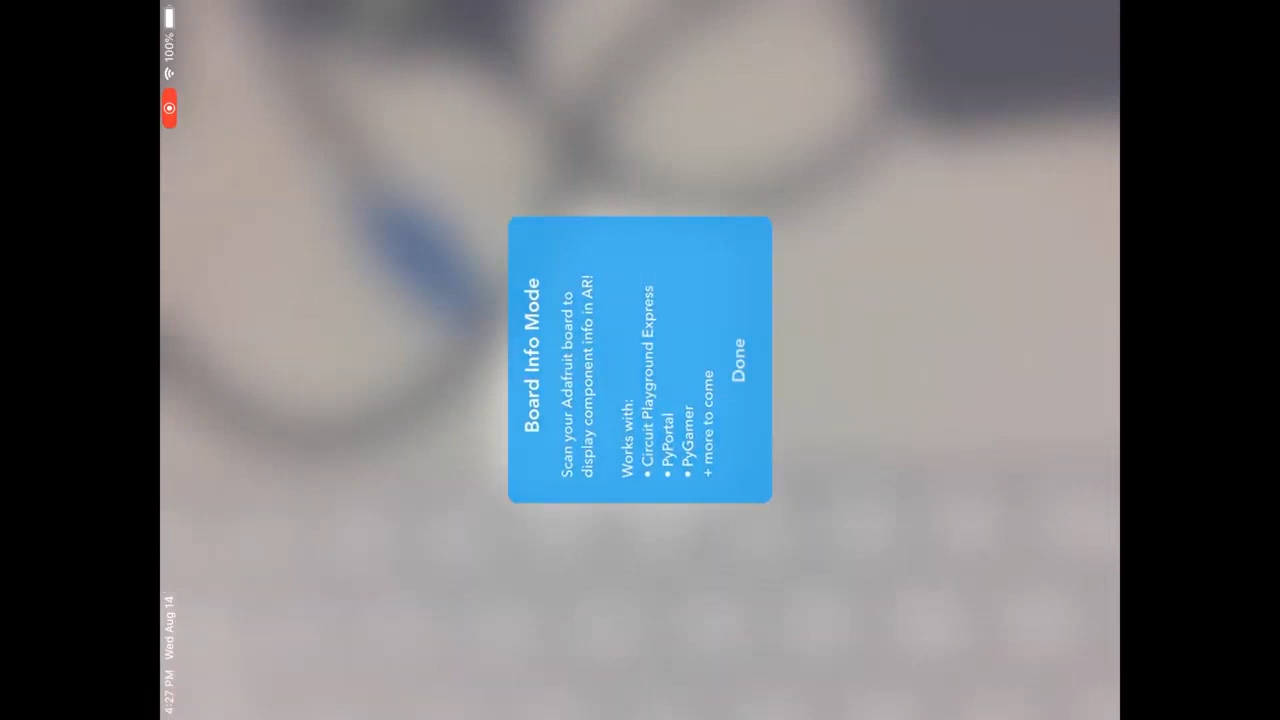 4:27 PM Wed Aug 14
100%
Board Info Mode
Scan your Adafruit board to
display component info in AR!
Works with:
• Circuit Playground Express
• PyPortal
• PyGamer
+ more to come
Done